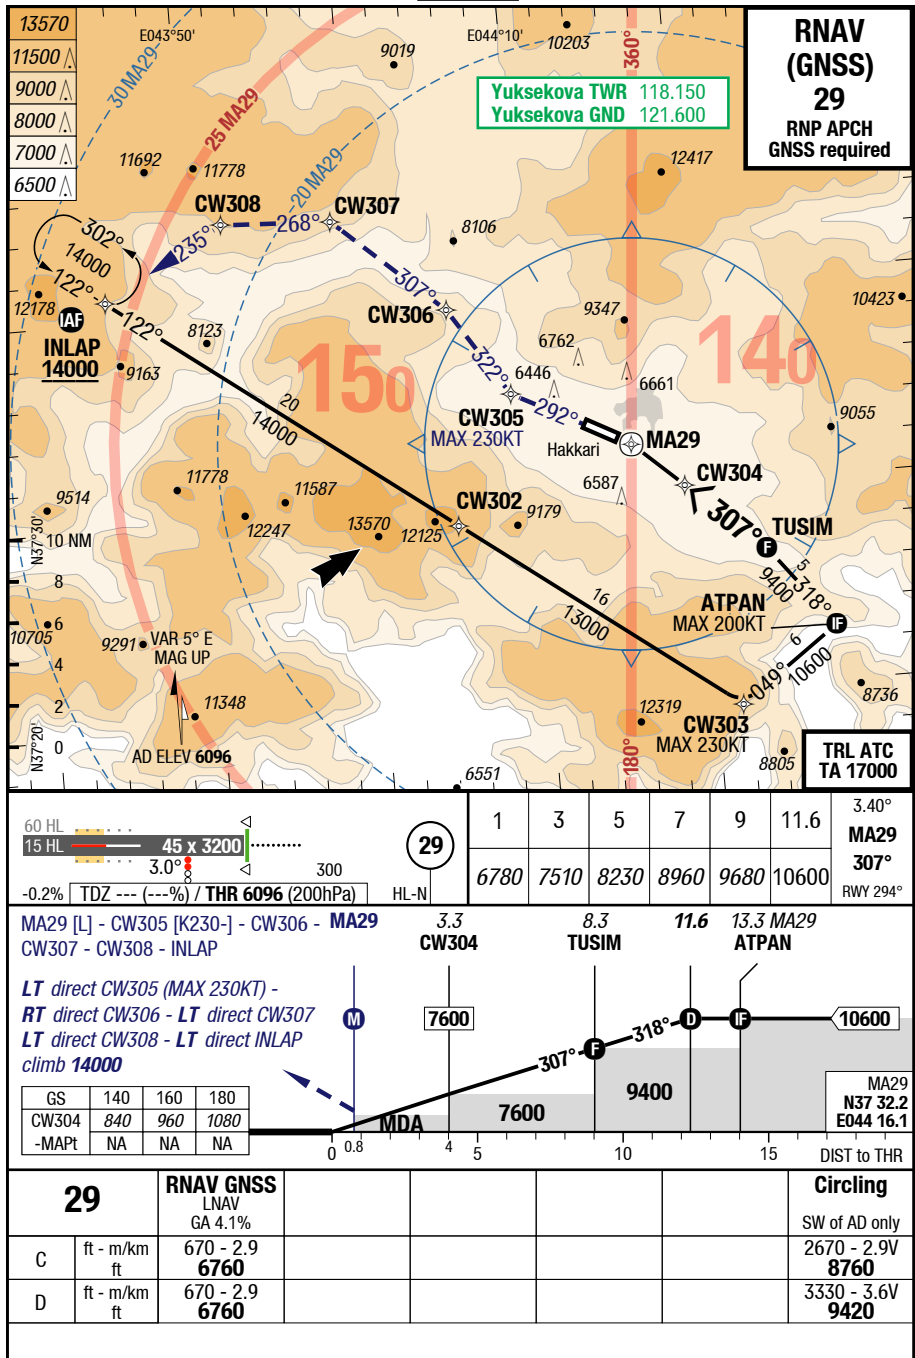 13570
11500
9000
8000
7000
6500
E043°50'
E044°10'
30 MA29
25 MA29
20 MA29
9019
10203
360°
Yuksekova TWR 118.150
Yuksekova GND 121.600
RNAV
(GNSS)
29
RNP APCH
GNSS required
11692
11778
12417
CW308
CW307
268°
235°
8106
302°
14000
122°
12178
IAF
INLAP
14000
122°
8123
9163
307°
CW306
322°
9347
6762
6446
6661
10423
150
140
CW305
MAX 230KT
292°
Hakkari
MA29
9055
20
14000
CW304
6587
11778
11587
12247
9514
13570
12125
CW302
9179
307°
TUSIM
F
5
9400
318°
N37°30'
10 NM
8
6
4
2
0
16
13000
ATPAN
MAX 200KT
IF
10705
9291
VAR 5° E
MAG UP
6
10600
049°
8736
11348
12319
CW303
MAX 230KT
N37°20'
AD ELEV 6096
6551
180°
8805
TRL ATC
TA 17000
60 HL
15 HL
45 x 3200
3.0°
300
-0.2%
TDZ --- (---%) / THR 6096 (200hPa)
HL-N
29
1 3 5 7 9 11.6
6780 7510 8230 8960 9680 10600
3.40°
MA29
307°
RWY 294°
MA29 [L] - CW305 [K230-] - CW306 -
CW307 - CW308 - INLAP
LT direct CW305 (MAX 230KT) -
RT direct CW306 - LT direct CW307
LT direct CW308 - LT direct INLAP
climb 14000
MA29
3.3
CW304
8.3
TUSIM
11.6
13.3 MA29
ATPAN
M
7600
307°
F
318°
D
IF
10600
MDA
7600
9400
MA29
N37 32.2
E044 16.1
GS 140 160 180
CW304 840 960 1080
-MAPt NA NA NA
0 0.8 4 5 10 15 DIST to THR
29
RNAV GNSS
LNAV
GA 4.1%
Circling
SW of AD only
C
ft - m/km
ft
670 - 2.9
6760
2670 - 2.9V
8760
D
ft - m/km
ft
670 - 2.9
6760
3330 - 3.6V
9420